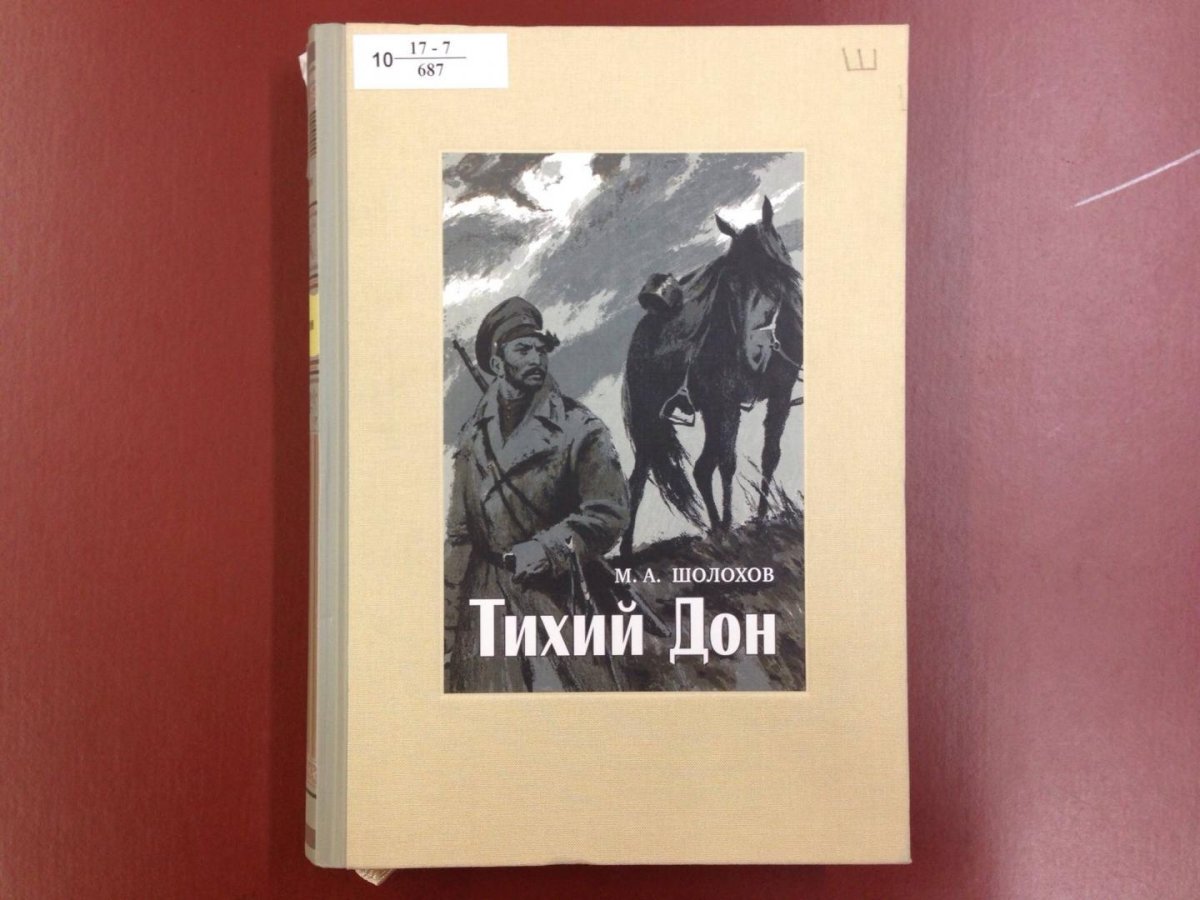 17 - 7
10
687
Ш
М. А. ШОЛОХОВ
Тихий Дон